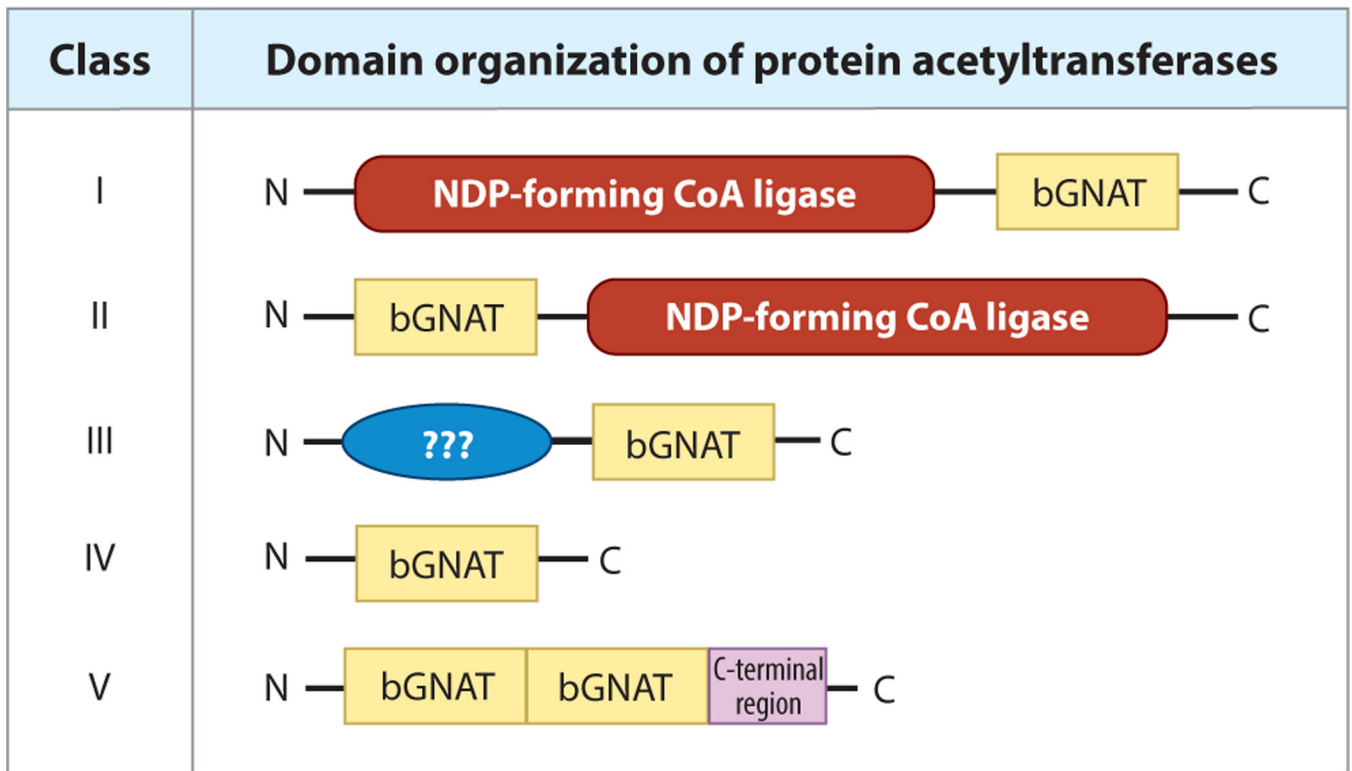 Class Domain organization of protein acetyltransferases
I N NDP-forming CoA ligase bGNAT C
II N bGNAT NDP-forming CoA ligase C
III N ??? bGNAT C
IV N bGNAT C
V N bGNAT bGNAT C-terminal region C